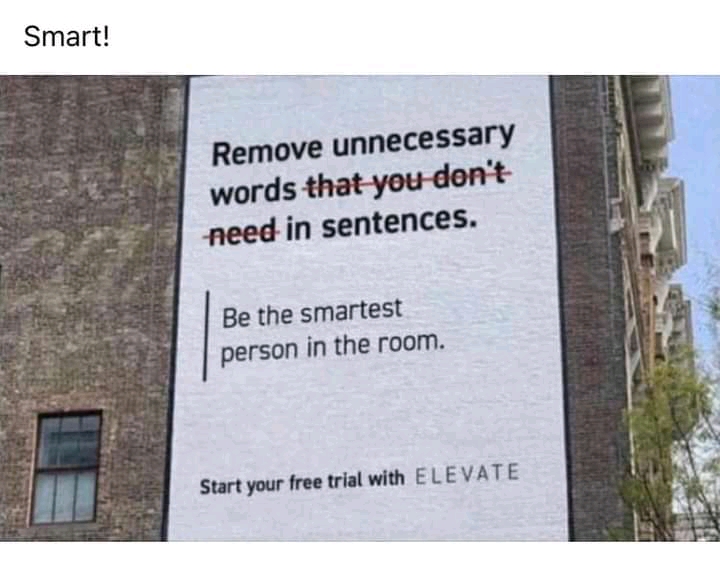 Smart!
Remove unnecessary
words that you don't
need in sentences.
Be the smartest
person in the room.
Start your free trial with ELEVATE